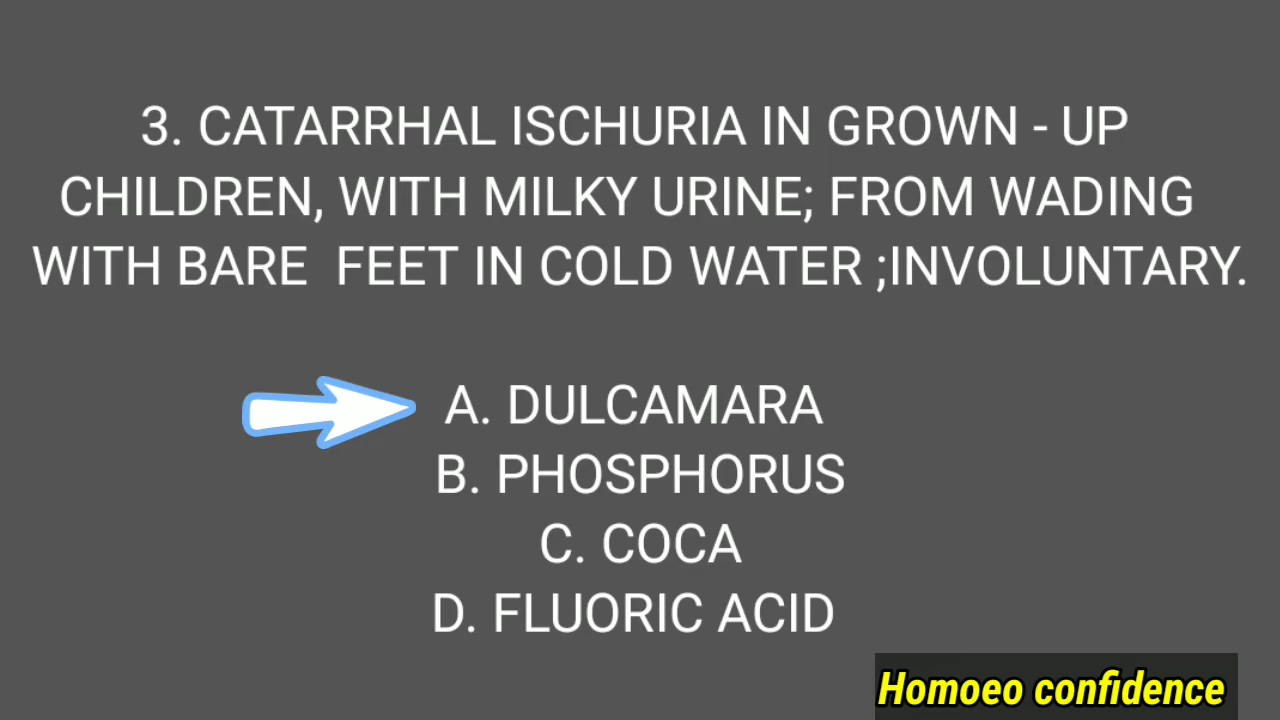 3. CATARRHAL ISCHURIA IN GROWN - UP
CHILDREN, WITH MILKY URINE; FROM WADING
WITH BARE  FEET IN COLD WATER ;INVOLUNTARY.
A. DULCAMARA
B. PHOSPHORUS
C. COCA
D. FLUORIC ACID
Homoeo confidence